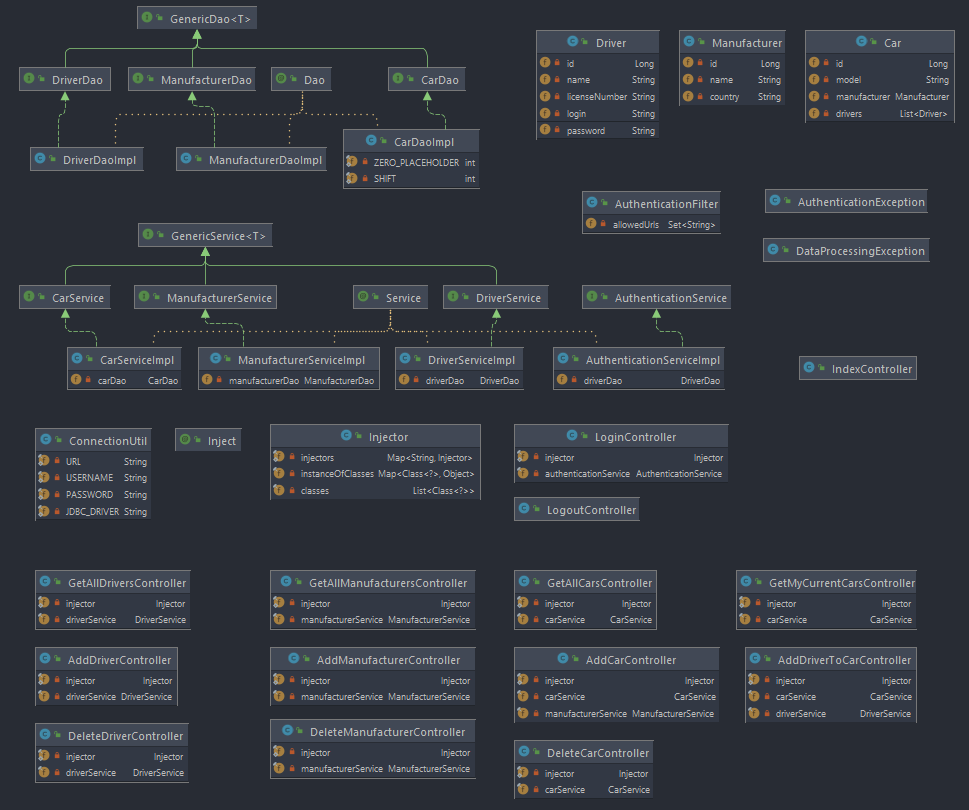 GenericDao<T>
DriverDao
ManufacturerDao
Dao
CarDao
DriverDaoImpl
ManufacturerDaoImpl
CarDaoImpl
ZERO_PLACEHOLDER int
SHIFT int
Driver
id Long
name String
licenseNumber String
login String
password String
Manufacturer
id Long
name String
country String
Car
id Long
model String
manufacturer Manufacturer
drivers List<Driver>
AuthenticationFilter
allowedUrls Set<String>
AuthenticationException
DataProcessingException
GenericService<T>
CarService
ManufacturerService
Service
DriverService
AuthenticationService
CarServiceImpl
carDao CarDao
ManufacturerServiceImpl
manufacturerDao ManufacturerDao
DriverServiceImpl
driverDao DriverDao
AuthenticationServiceImpl
driverDao DriverDao
IndexController
ConnectionUtil
URL String
USERNAME String
PASSWORD String
JDBC_DRIVER String
Inject
Injector
injectors Map<String, Injector>
instanceOfClasses Map<Class<?>, Object>
classes List<Class<?>>
LoginController
injector Injector
authenticationService AuthenticationService
LogoutController
GetAllDriversController
injector Injector
driverService DriverService
GetAllManufacturersController
injector Injector
manufacturerService ManufacturerService
GetAllCarsController
injector Injector
carService CarService
GetMyCurrentCarsController
injector Injector
carService CarService
AddDriverController
injector Injector
driverService DriverService
AddManufacturerController
injector Injector
manufacturerService ManufacturerService
AddCarController
injector Injector
carService CarService
manufacturerService ManufacturerService
AddDriverToCarController
injector Injector
carService CarService
driverService DriverService
DeleteDriverController
injector Injector
driverService DriverService
DeleteManufacturerController
injector Injector
manufacturerService ManufacturerService
DeleteCarController
injector Injector
carService CarService